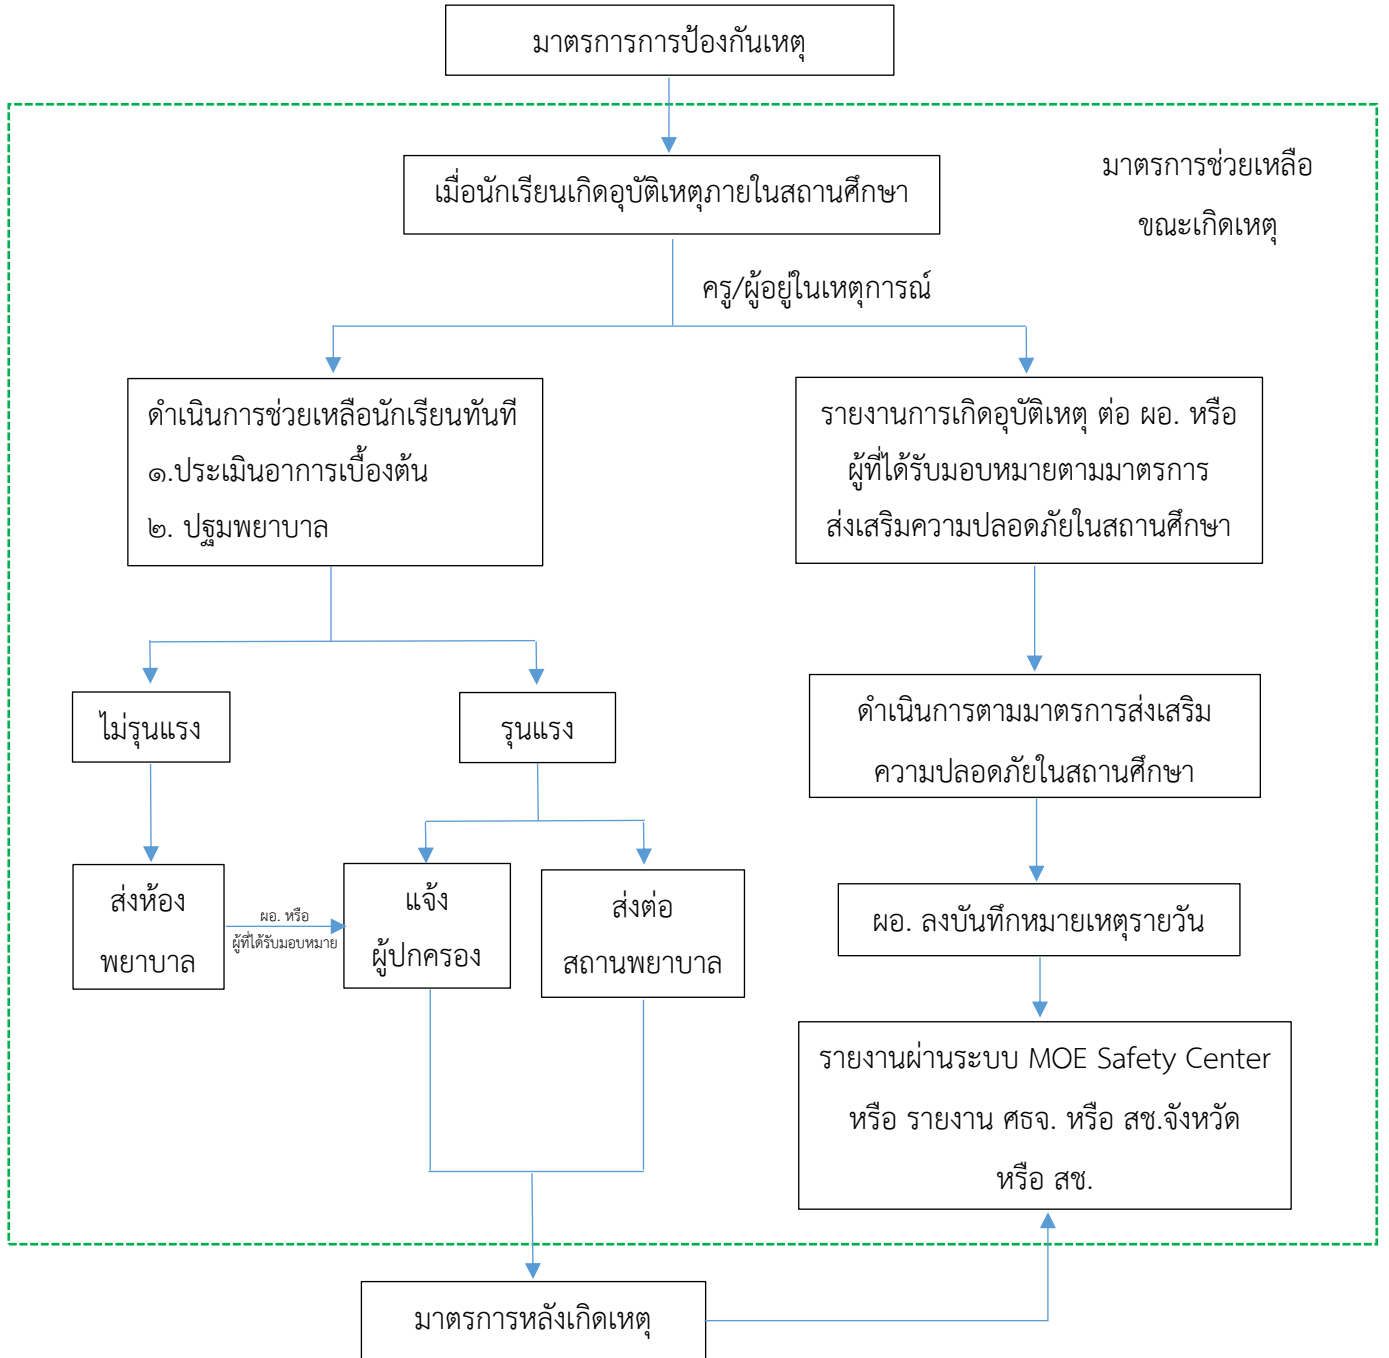 มาตรการการป้องกันเหตุ
มาตรการช่วยเหลือ
ขณะเกิดเหตุ
เมื่อนักเรียนเกิดอุบัติเหตุภายในสถานศึกษา
ครู/ผู้อยู่ในเหตุการณ์
ดำเนินการช่วยเหลือนักเรียนทันที
๑.ประเมินอาการเบื้องต้น
๒. ปฐมพยาบาล
รายงานการเกิดอุบัติเหตุ ต่อ ผอ. หรือ
ผู้ที่ได้รับมอบหมายตามมาตรการ
ส่งเสริมความปลอดภัยในสถานศึกษา
ไม่รุนแรง
รุนแรง
ดำเนินการตามมาตรการส่งเสริม
ความปลอดภัยในสถานศึกษา
ส่งห้อง
พยาบาล
ผอ. หรือ
ผู้ที่ได้รับมอบหมาย
แจ้ง
ผู้ปกครอง
ส่งต่อ
สถานพยาบาล
ผอ. ลงบันทึกหมายเหตุรายวัน
รายงานผ่านระบบ MOE Safety Center
หรือ รายงาน ศธจ. หรือ สช.จังหวัด
หรือ สช.
มาตรการหลังเกิดเหตุ